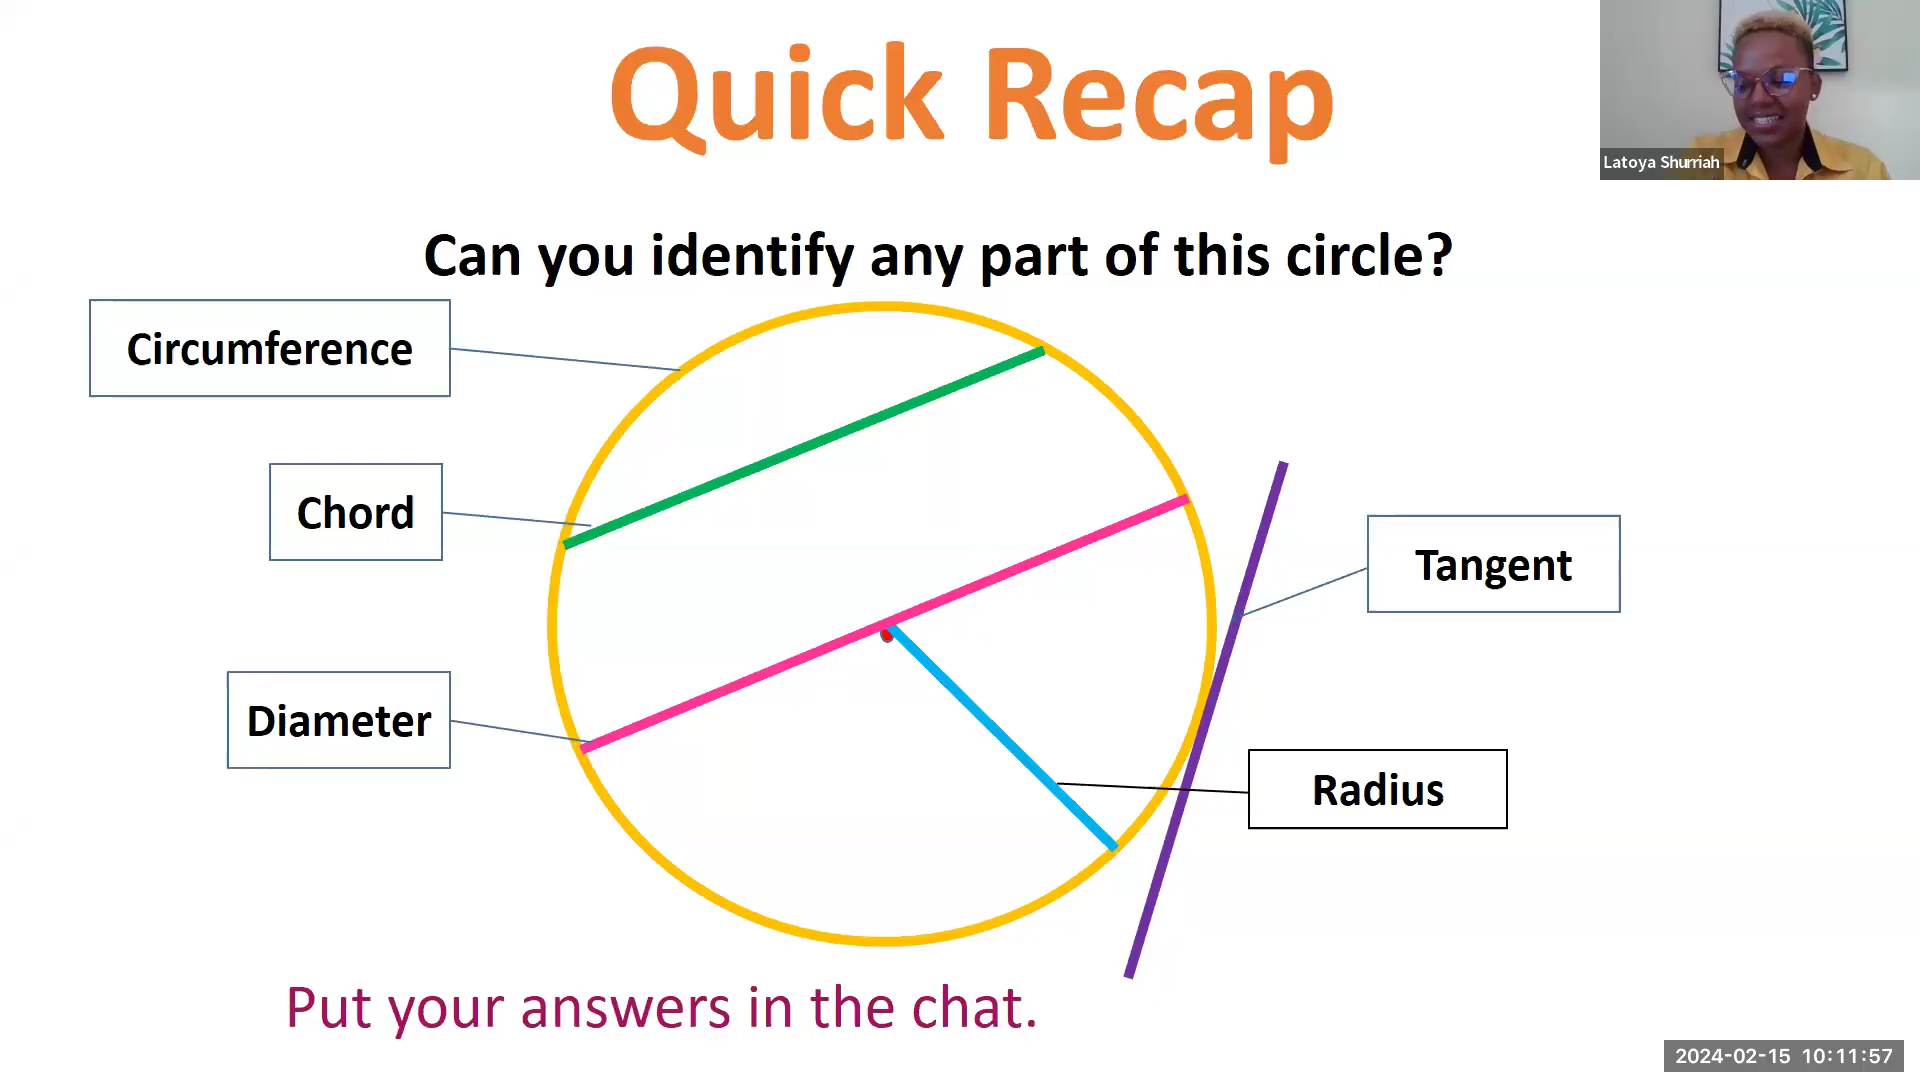 Quick Recap
Latoya Shurriah
Can you identify any part of this circle?
Circumference
Chord
Tangent
Diameter
Radius
Put your answers in the chat.
2024-02-15 10:11:57